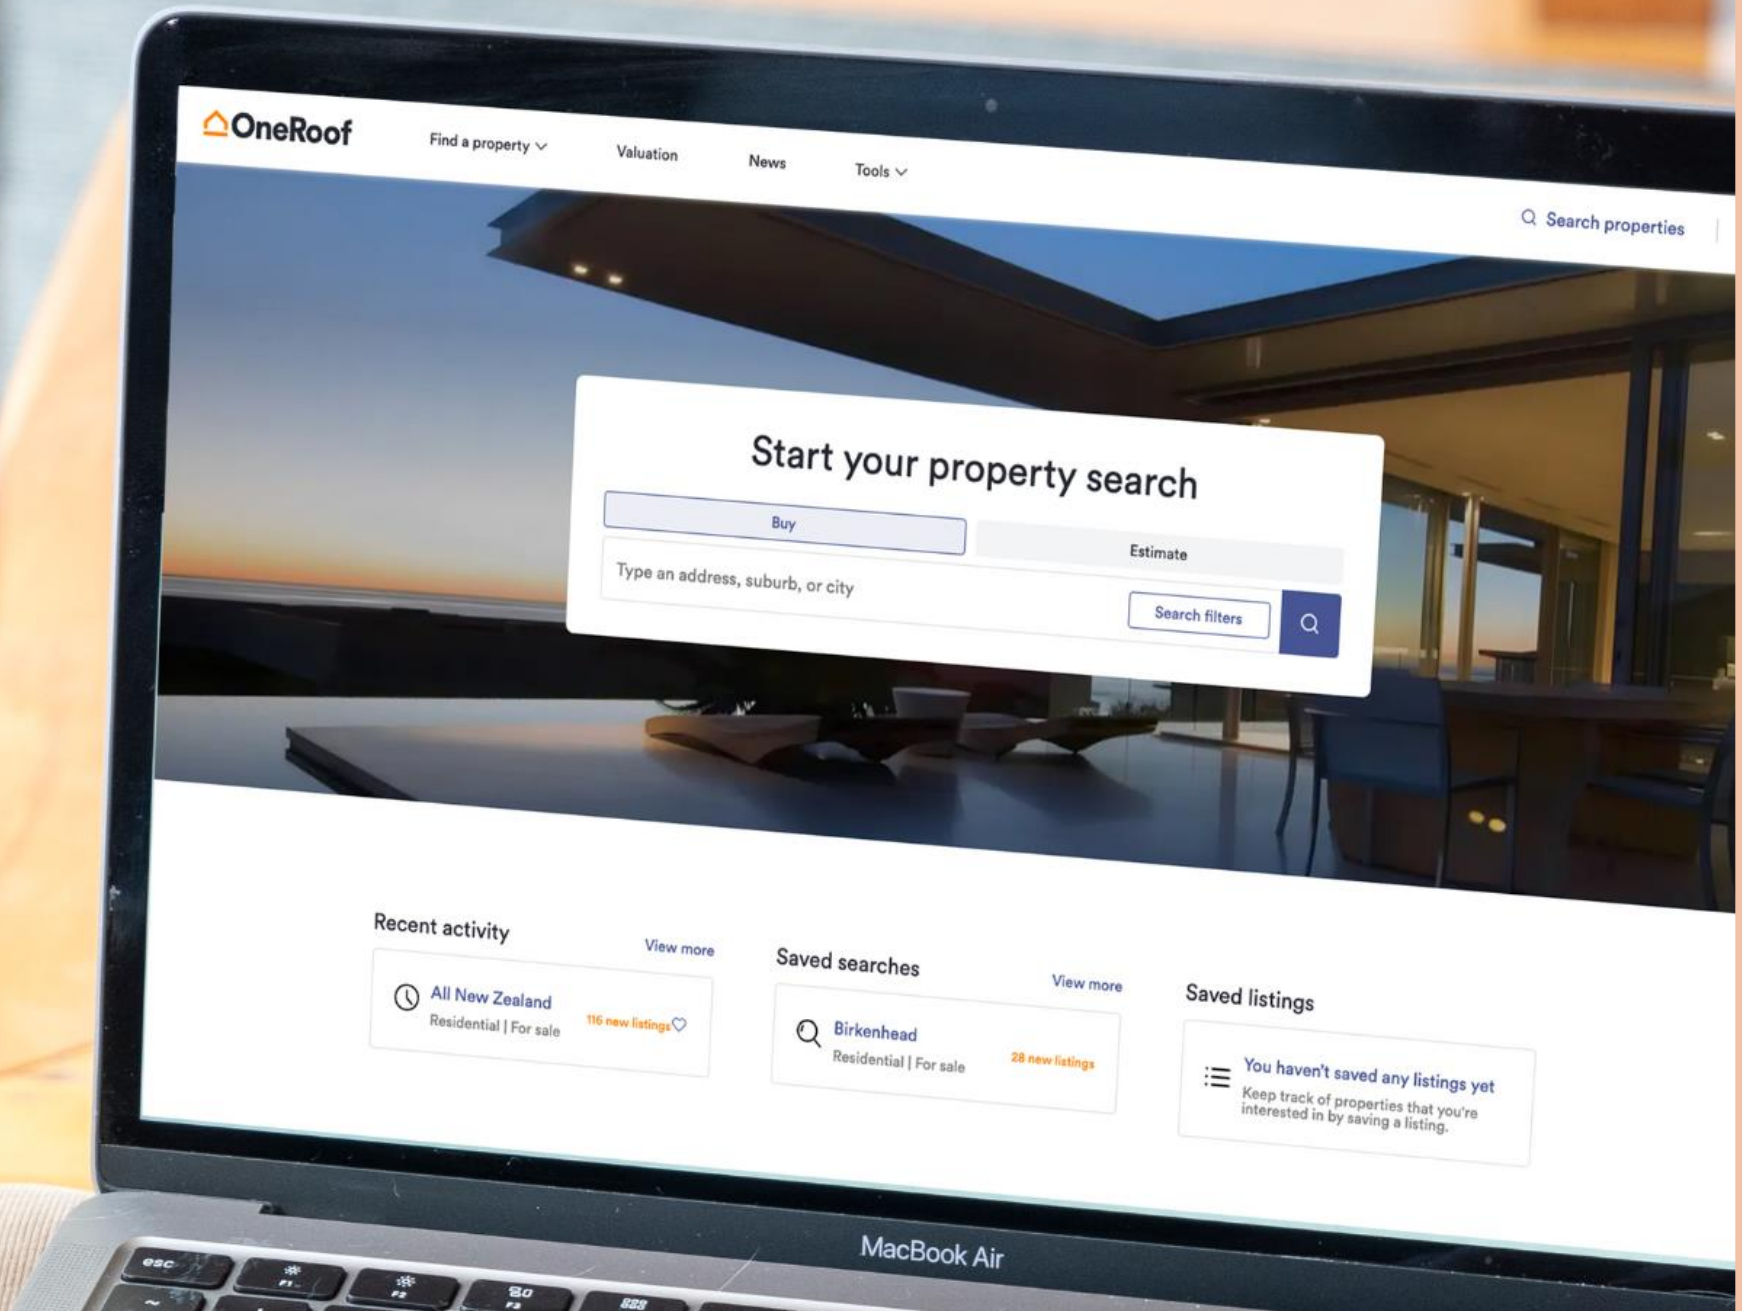 OneRoof
Find a property
Valuation
News
Tools
Search properties
Start your property search
Buy
Estimate
Type an address, suburb, or city
Search filters
Recent activity
View more
All New Zealand
Residential | For sale
116 new listings
Saved searches
View more
Birkenhead
Residential | For sale
28 new listings
Saved listings
You haven't saved any listings yet
Keep track of properties that you're
interested in by saving a listing.
MacBook Air
esc
F1
F2
F3
~